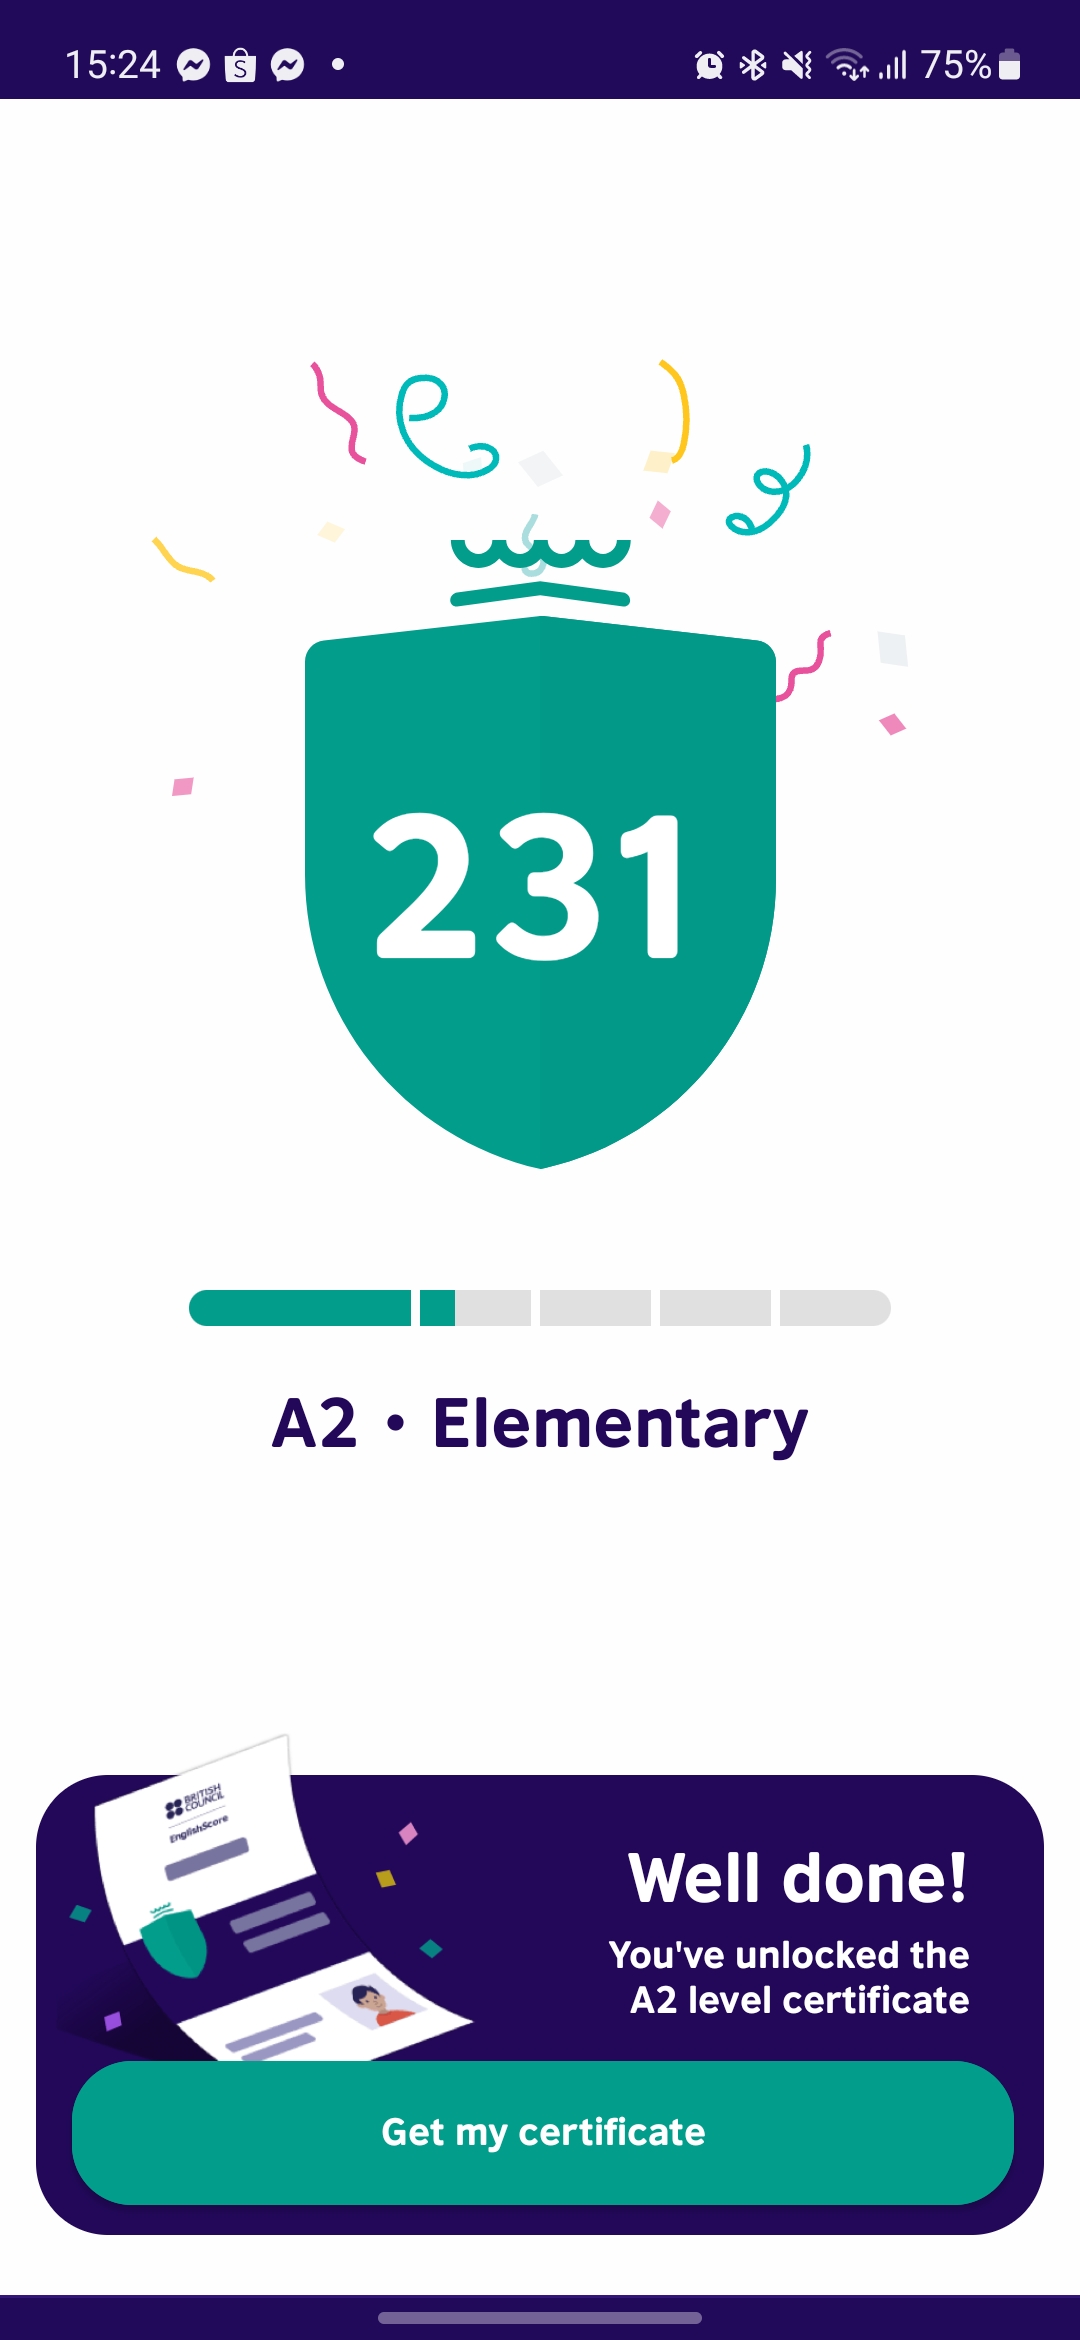 15:24
75%
231
A2 • Elementary
BRITISH
COUNCIL
EnglishScore
Well done!
You've unlocked the
A2 level certificate
Get my certificate